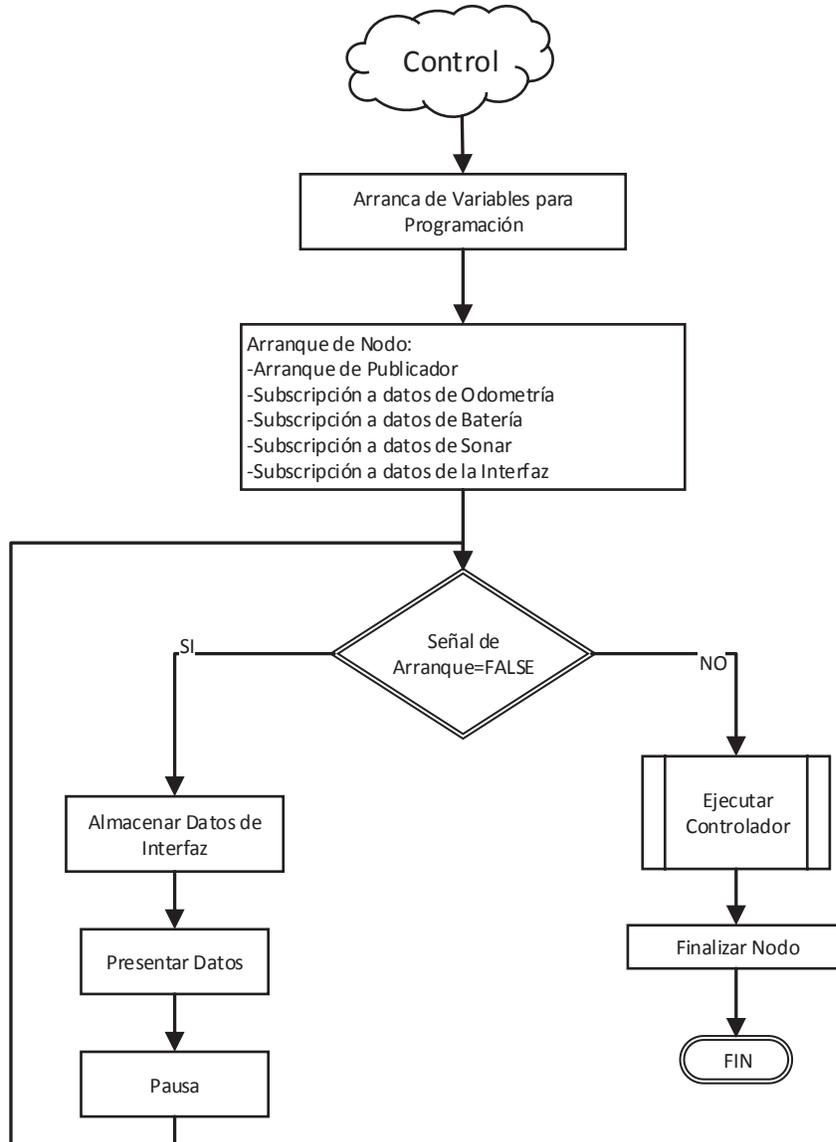 Control
Arranca de Variables para
Programación
Arranque de Nodo:
-Arranque de Publicador
-Subscripción a datos de Odometría
-Subscripción a datos de Batería
-Subscripción a datos de Sonar
-Subscripción a datos de la Interfaz
Señal de
Arranque=FALSE
SI
NO
Almacenar Datos de
Interfaz
Ejecutar
Controlador
Presentar Datos
Finalizar Nodo
Pausa
FIN